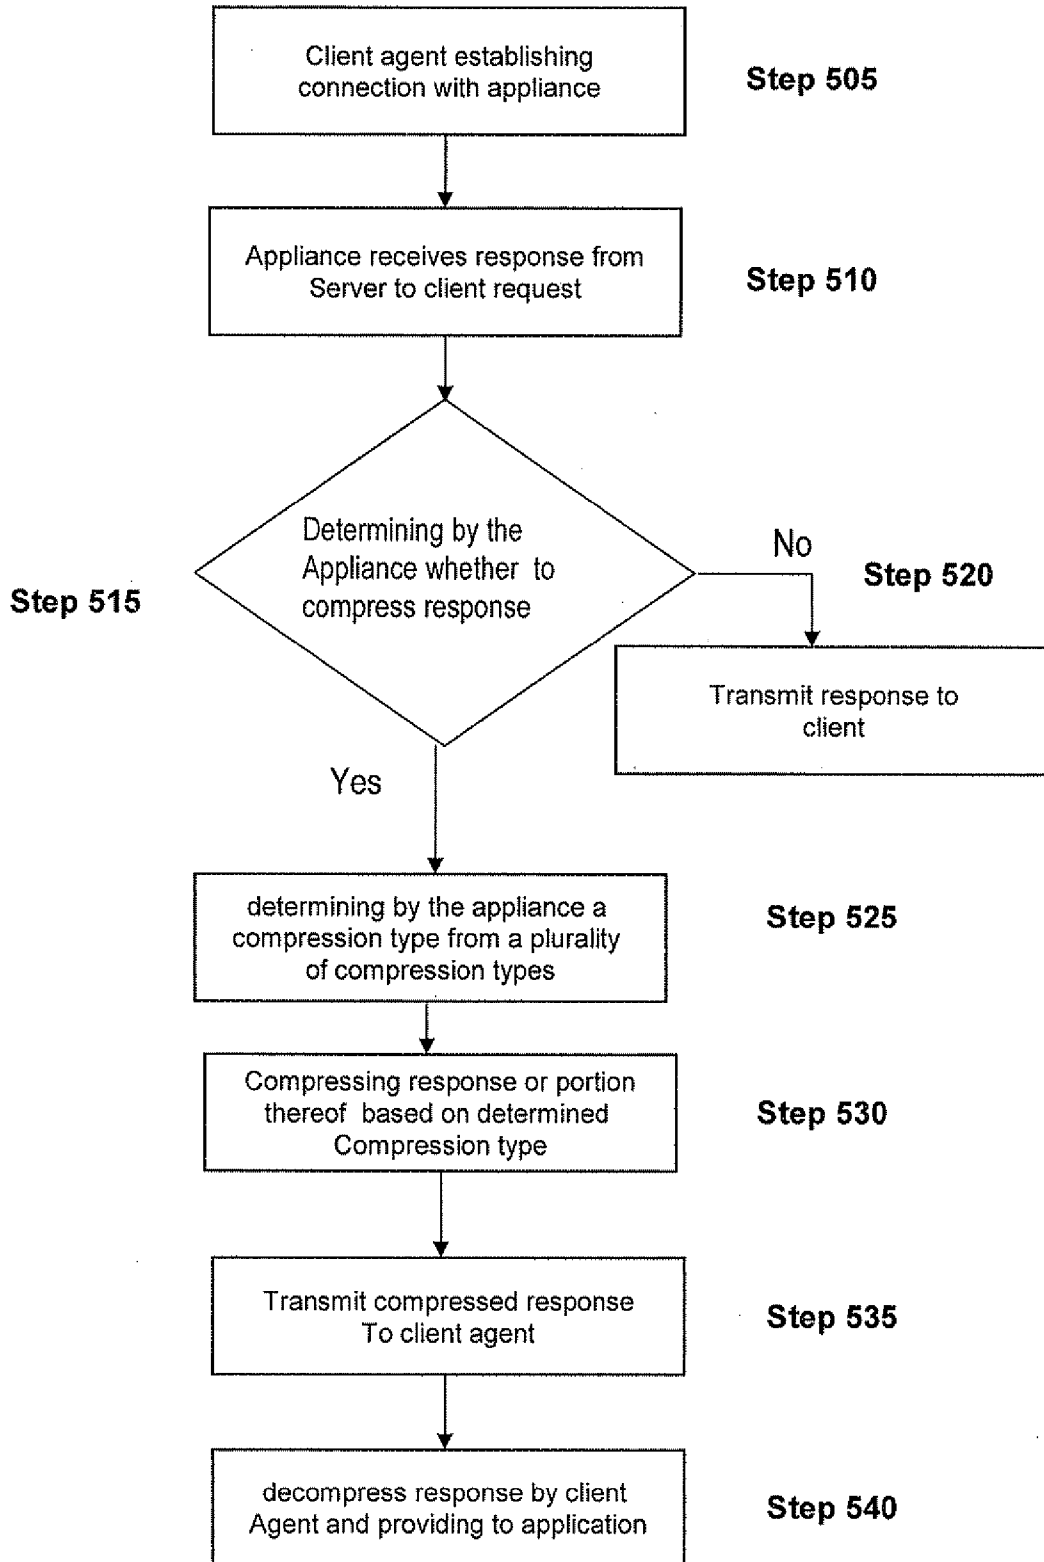 Client agent establishing
connection with appliance
Step 505
Appliance receives response from
Server to client request
Step 510
Determining by the
Appliance whether to
compress response
Step 515
No
Step 520
Transmit response to
client
Yes
determining by the appliance a
compression type from a plurality
of compression types
Step 525
Compressing response or portion
thereof based on determined
Compression type
Step 530
Transmit compressed response
To client agent
Step 535
decompress response by client
Agent and providing to application
Step 540